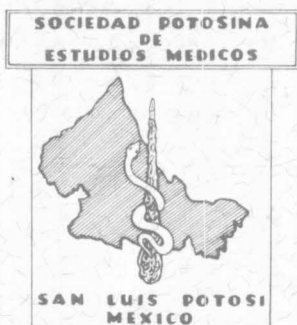 SOCIEDAD POTOSINA
DE
ESTUDIOS MEDICOS
SAN LUIS POTOSI
MEXICO